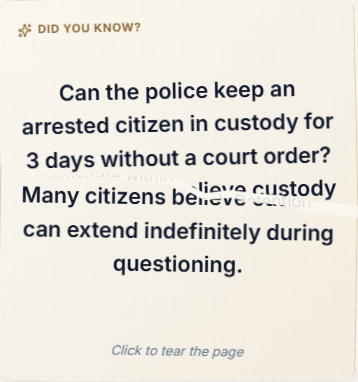 DID YOU KNOW?
Can the police keep an
arrested citizen in custody for
3 days without a court order?
Many citizens believe custody
can extend indefinitely during
questioning.
Click to tear the page